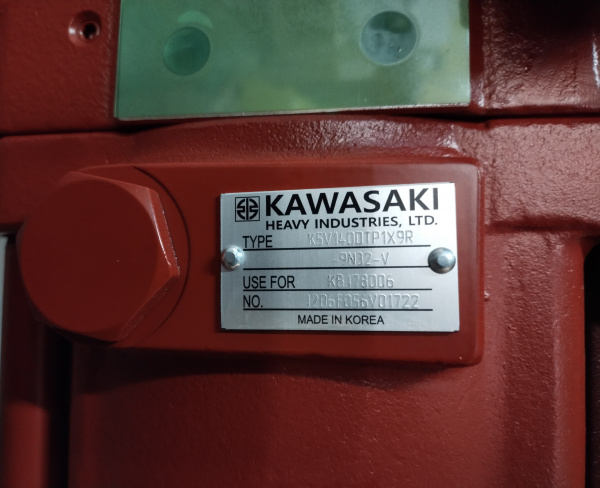 KAWASAKI
HEAVY INDUSTRIES, LTD.
TYPE K5V140DTP1X9R
-9N32-V
USE FOR KBJ78006
NO.
MADE IN KOREA